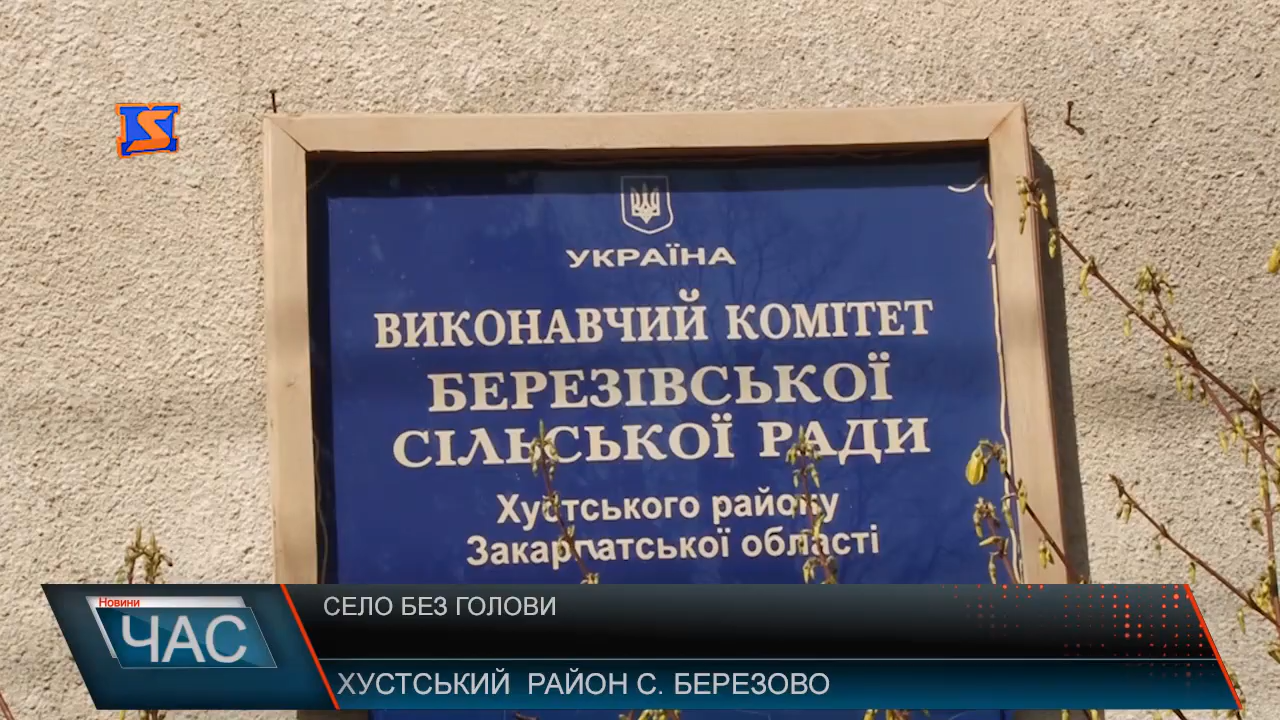 УКРАЇНА
ВИКОНАВЧИЙ КОМІТЕТ
БЕРЕЗІВСЬКОЇ
СІЛЬСЬКОЇ РАДИ
Хустського району
Закарпатської області
Новини
ЧАС
СЕЛО БЕЗ ГОЛОВИ
ХУСТСЬКИЙ РАЙОН С. БЕРЕЗОВО